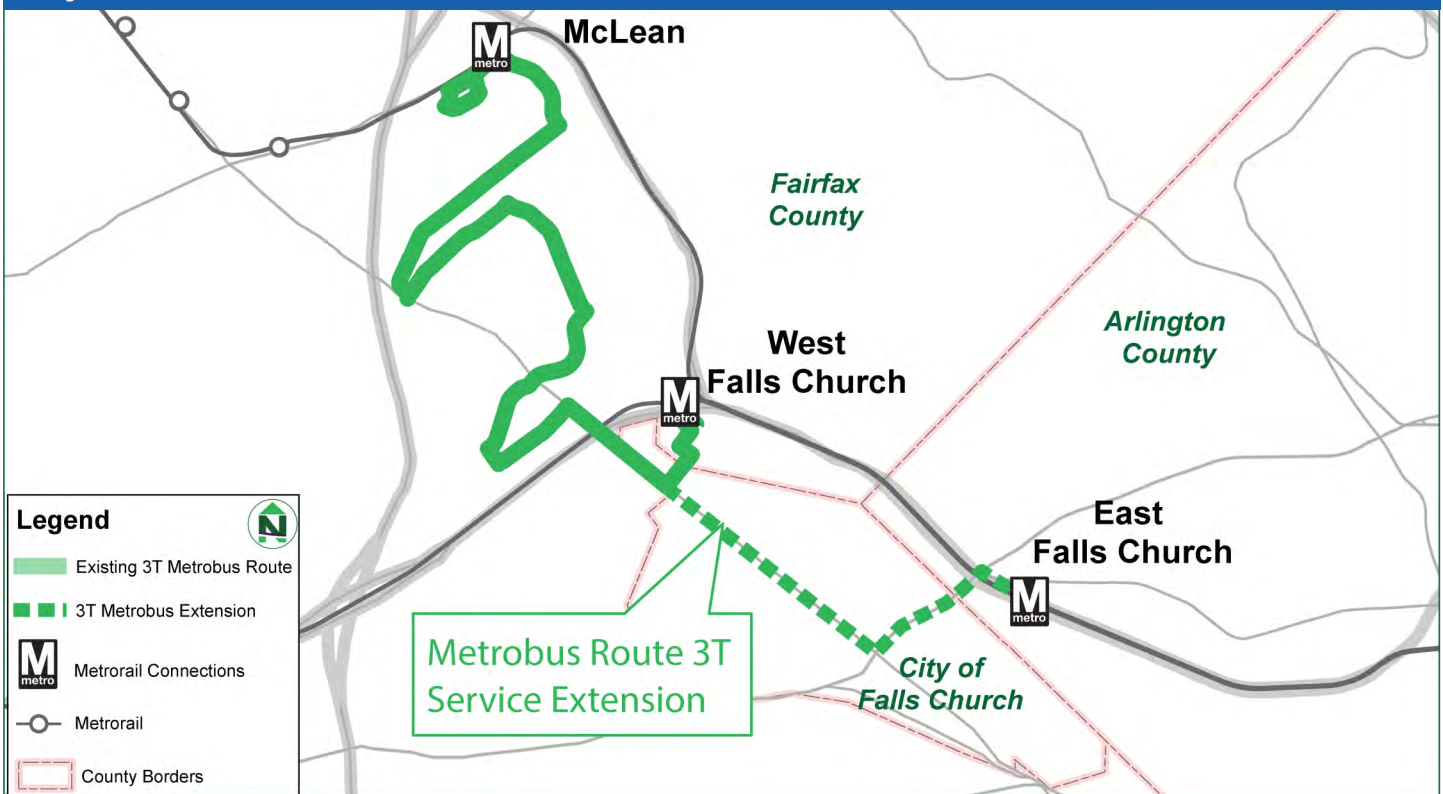 M
metro
McLean
Fairfax
County
Arlington
County
West
Falls Church
M
metro
East
Falls Church
M
metro
City of
Falls Church
Metrobus Route 3T
Service Extension
Legend
N
Existing 3T Metrobus Route
3T Metrobus Extension
M
metro
Metrorail Connections
Metrorail
County Borders